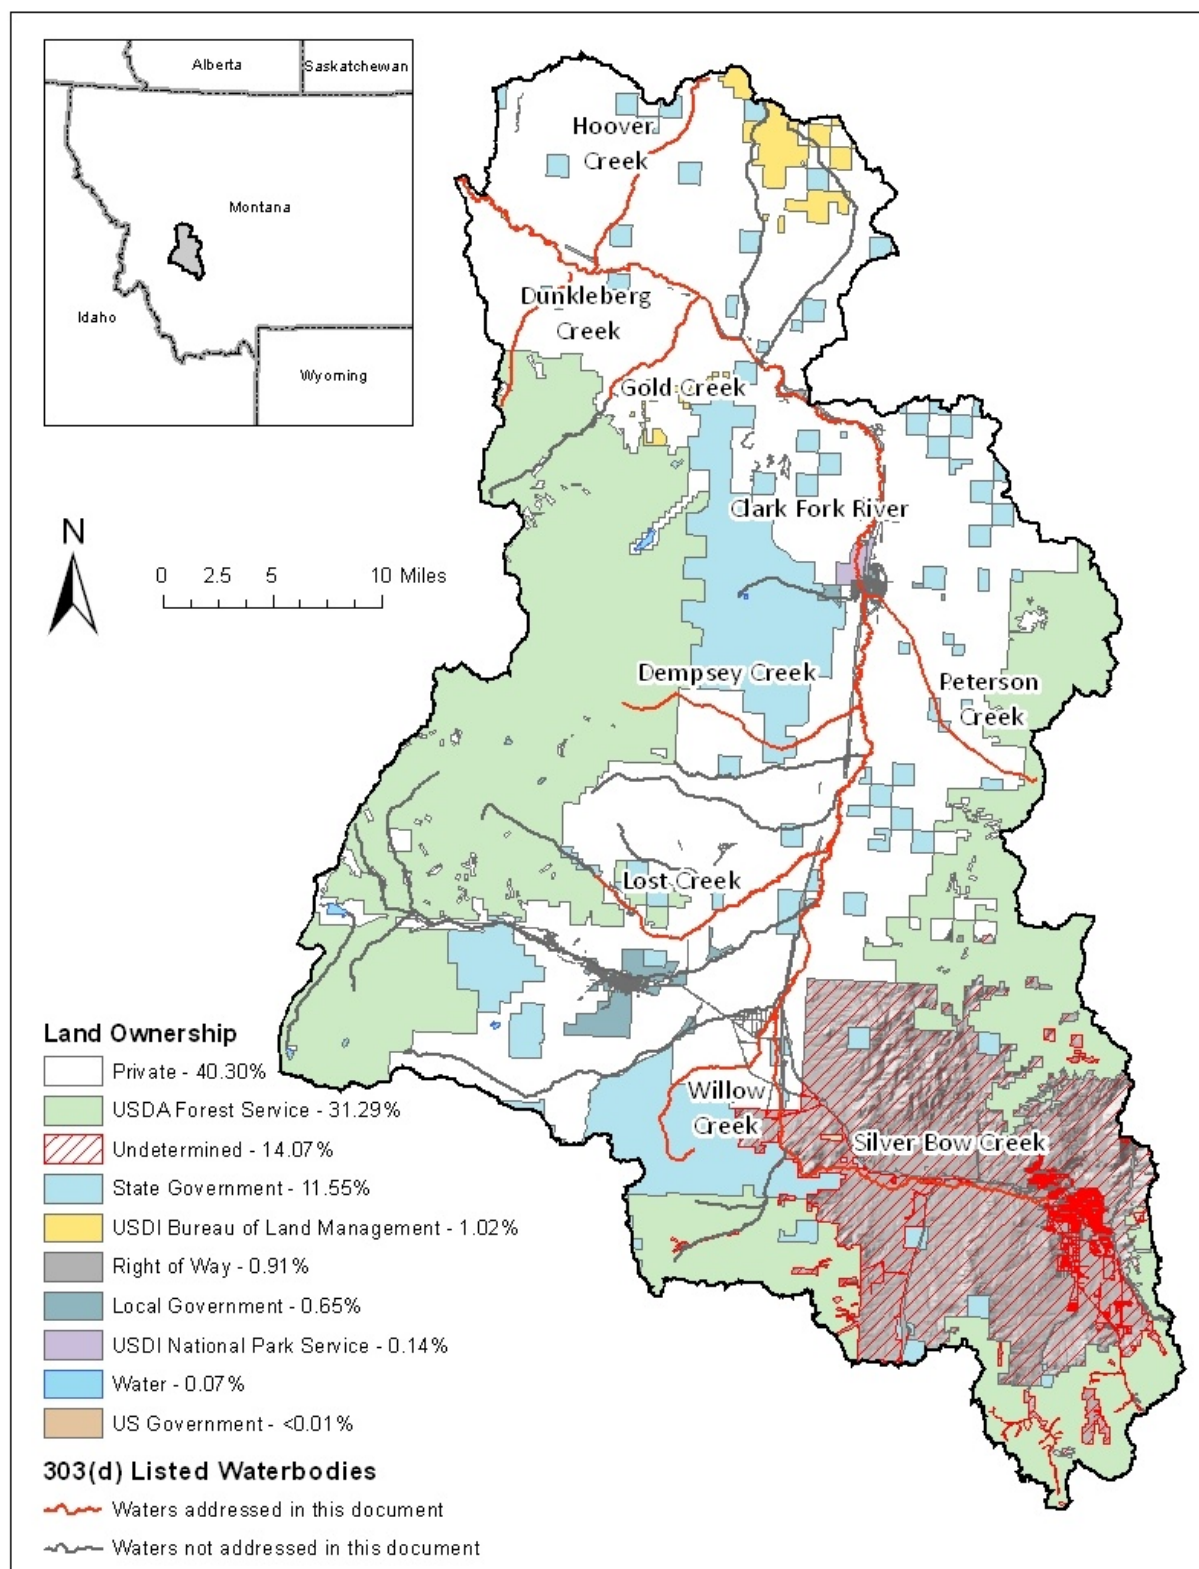 Alberta
Saskatchewan
Montana
Idaho
Wyoming
Hoover
Creek
Dunkleberg
Creek
Gold Creek
Clark Fork River
N
0 2.5 5 10 Miles
Dempsey Creek
Peterson
Creek
Lost Creek
Willow
Creek
Silver Bow Creek
Land Ownership
Private - 40.30%
USDA Forest Service - 31.29%
Undetermined - 14.07%
State Government - 11.55%
USDI Bureau of Land Management - 1.02%
Right of Way - 0.91%
Local Government - 0.65%
USDI National Park Service - 0.14%
Water - 0.07%
US Government - <0.01%
303(d) Listed Waterbodies
Waters addressed in this document
Waters not addressed in this document